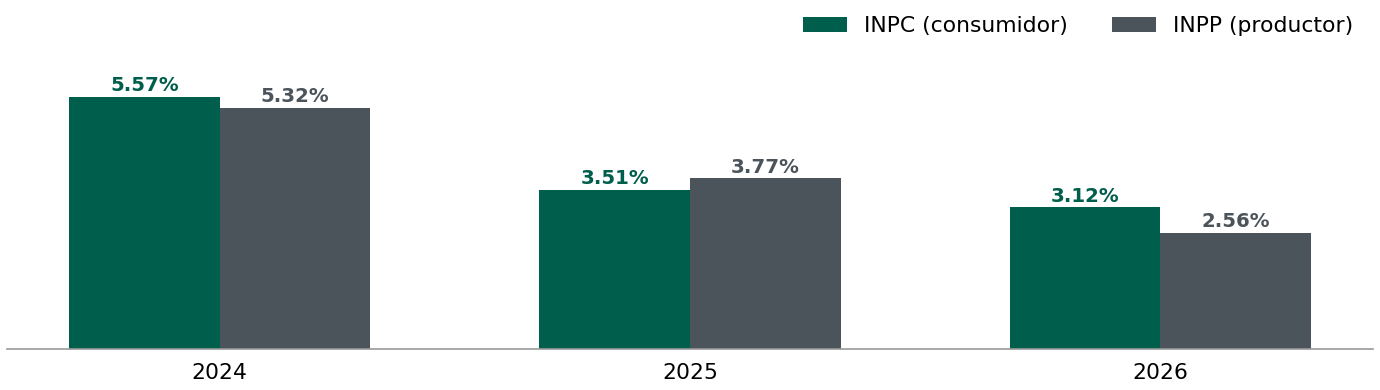 INPC (consumidor) INPP (productor)
5.57% 5.32%
3.51% 3.77%
3.12% 2.56%
2024 2025 2026